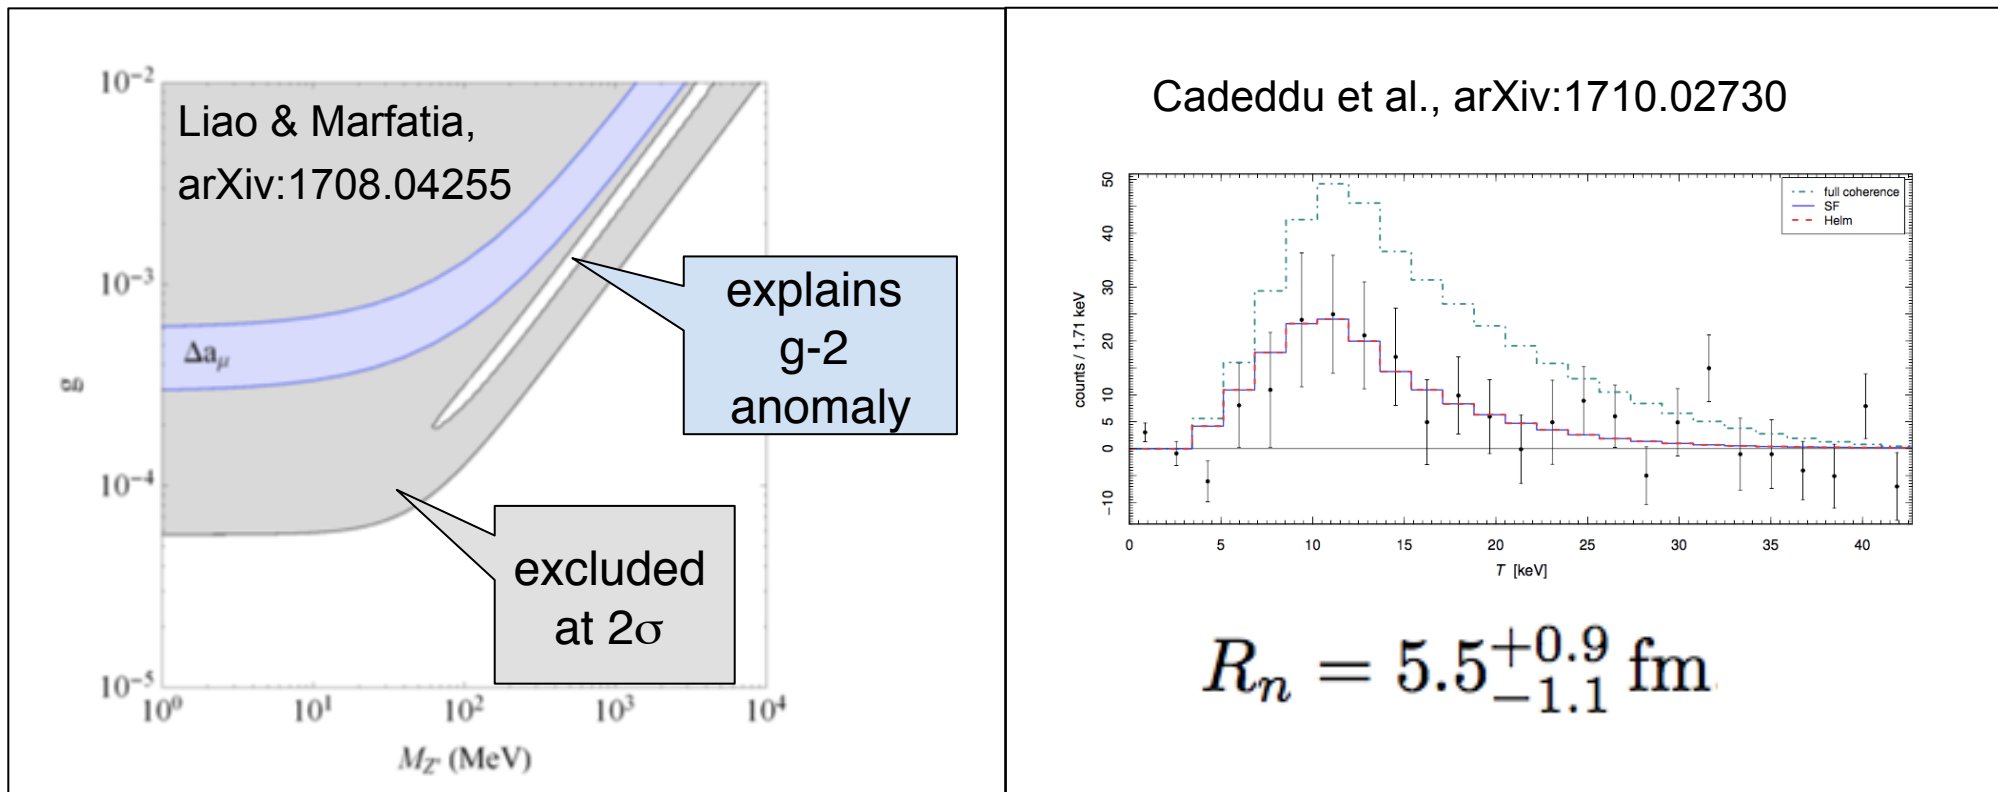 Liao & Marfatia,
arXiv:1708.04255
10⁻²
10⁻³
10⁻⁴
10⁻⁵
g
Δaμ
10⁰ 10¹ 10² 10³ 10⁴
M_Z' (MeV)
explains
g-2
anomaly
excluded
at 2σ
Cadeddu et al., arXiv:1710.02730
full coherence
SF
Helm
counts / 1.71 keV
50
40
30
20
10
5
0
−10
0 5 10 15 20 25 30 35 40
T [keV]
Rₙ = 5.5⁺⁰·⁹₋₁.₁ fm.